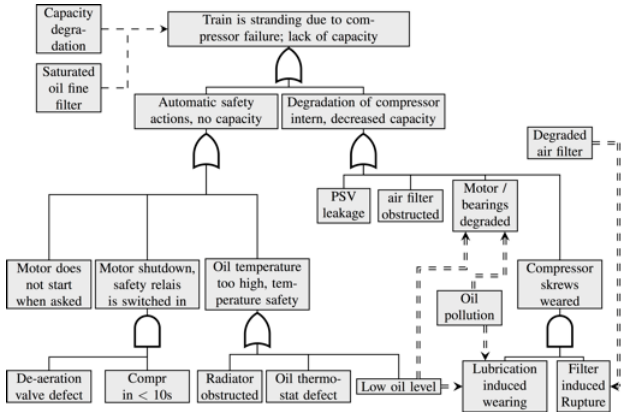 Capacity
degra-
dation
Train is stranding due to com-
pressor failure; lack of capacity
Saturated
oil fine
filter
Automatic safety
actions, no capacity
Degradation of compressor
intern, decreased capacity
Degraded
air filter
PSV
leakage
air filter
obstructed
Motor /
bearings
degraded
Motor does
not start
when asked
Motor shutdown,
safety relais
is switched in
Oil temperature
too high, tem-
perature safety
Oil
pollution
Compressor
skrews
weared
De-aeration
valve defect
Compr
in < 10s
Radiator
obstructed
Oil thermo-
stat defect
Low oil level
Lubrication
induced
wearing
Filter
induced
Rupture